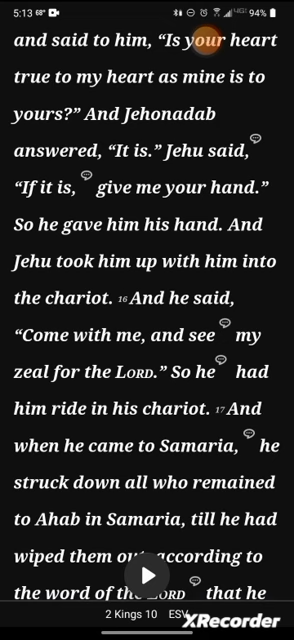 5:13 68° 94%
and said to him, “Is your heart
true to my heart as mine is to
yours?” And Jehonadab
answered, “It is.” Jehu said,
“If it is, give me your hand.”
So he gave him his hand. And
Jehu took him up with him into
the chariot. 16 And he said,
“Come with me, and see my
zeal for the LORD.” So he had
him ride in his chariot. 17 And
when he came to Samaria, he
struck down all who remained
to Ahab in Samaria, till he had
wiped them according to
the word of the LORD that he
2 Kings 10 ESV
XRecorder